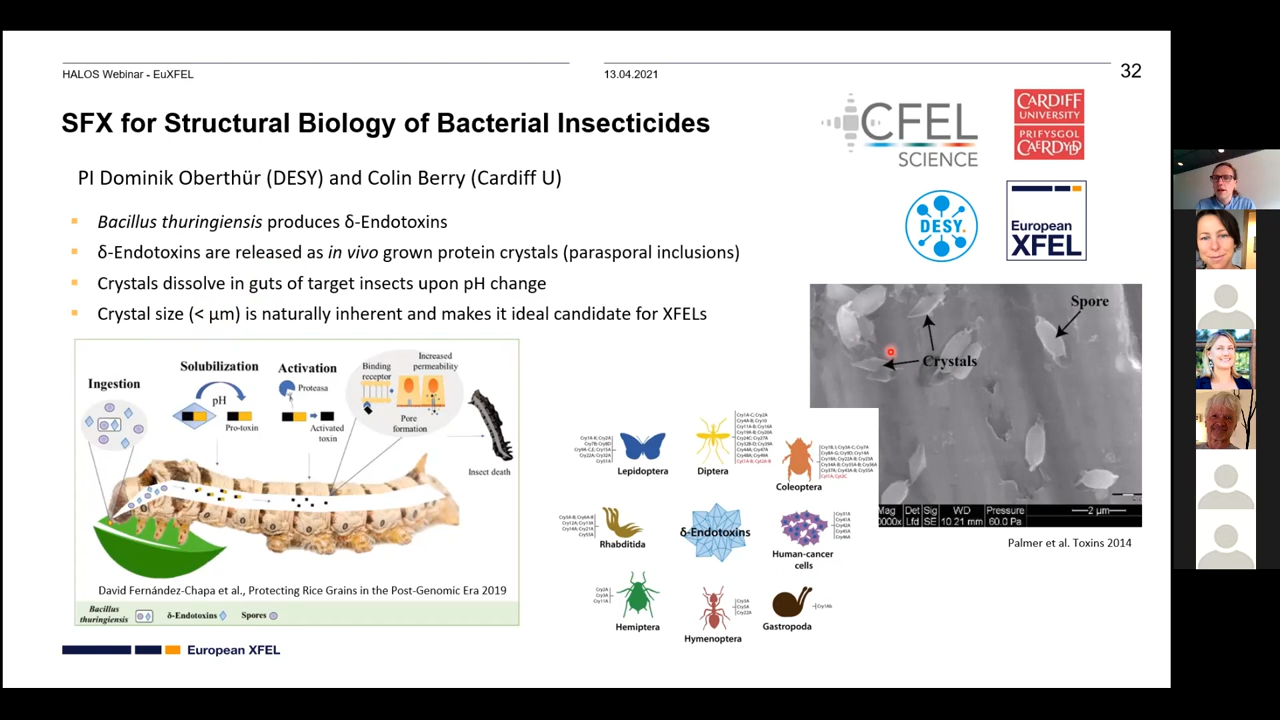 HALOS Webinar - EuXFEL
13.04.2021
32
SFX for Structural Biology of Bacterial Insecticides
CFEL
SCIENCE
CARDIFF
UNIVERSITY
PRIFYSGOL
CAERDYDD
PI Dominik Oberthür (DESY) and Colin Berry (Cardiff U)
DESY.
European
XFEL
Bacillus thuringiensis produces δ-Endotoxins
δ-Endotoxins are released as in vivo grown protein crystals (parasporal inclusions)
Crystals dissolve in guts of target insects upon pH change
Crystal size (< µm) is naturally inherent and makes it ideal candidate for XFELs
Ingestion
Solubilization
pH
Pro-toxin
Activation
Proteasa
Activated
toxin
Binding
receptor
Increased
permeability
Pore
formation
Insect death
David Fernández-Chapa et al., Protecting Rice Grains in the Post-Genomic Era 2019
Bacillus
thuringiensis
δ-Endotoxins
Spores
Lepidoptera
Diptera
Coleoptera
Rhabditida
δ-Endotoxins
Human-cancer
cells
Hemiptera
Hymenoptera
Gastropoda
Spore
Crystals
Mag Det Sig WD Pressure
0000x Lfd SE 10.21 mm 60.0 Pa
2 µm
Palmer et al. Toxins 2014
European XFEL